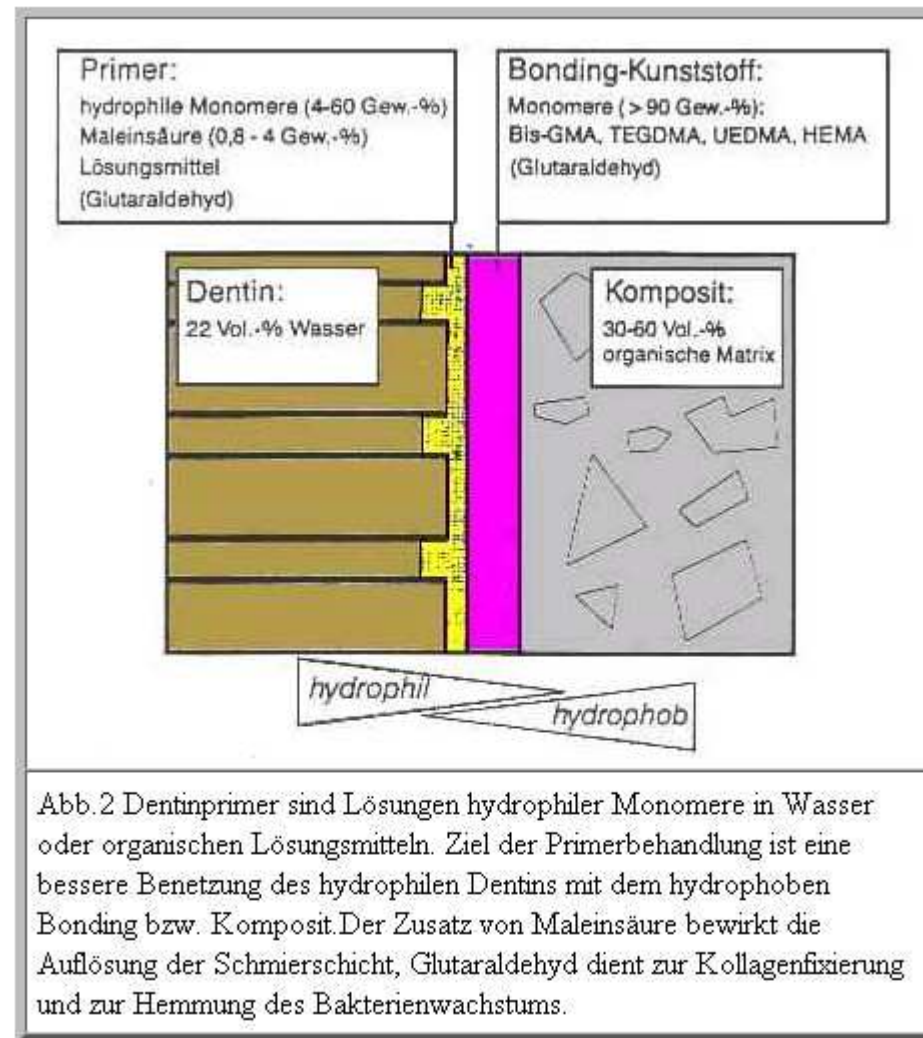 Primer:
hydrophile Monomere (4-60 Gew.-%)
Maleinsäure (0,8 - 4 Gew.-%)
Lösungsmittel
(Glutaraldehyd)
Bonding-Kunststoff:
Monomere (> 90 Gew.-%):
Bis-GMA, TEGDMA, UEDMA, HEMA
(Glutaraldehyd)
Dentin:
22 Vol.-% Wasser
Komposit:
30-60 Vol.-%
organische Matrix
hydrophil
hydrophob
Abb.2 Dentinprimer sind Lösungen hydrophiler Monomere in Wasser
oder organischen Lösungsmitteln. Ziel der Primerbehandlung ist eine
bessere Benetzung des hydrophilen Dentins mit dem hydrophoben
Bonding bzw. Komposit.Der Zusatz von Maleinsäure bewirkt die
Auflösung der Schmierschicht, Glutaraldehyd dient zur Kollagenfixierung
und zur Hemmung des Bakterienwachstums.